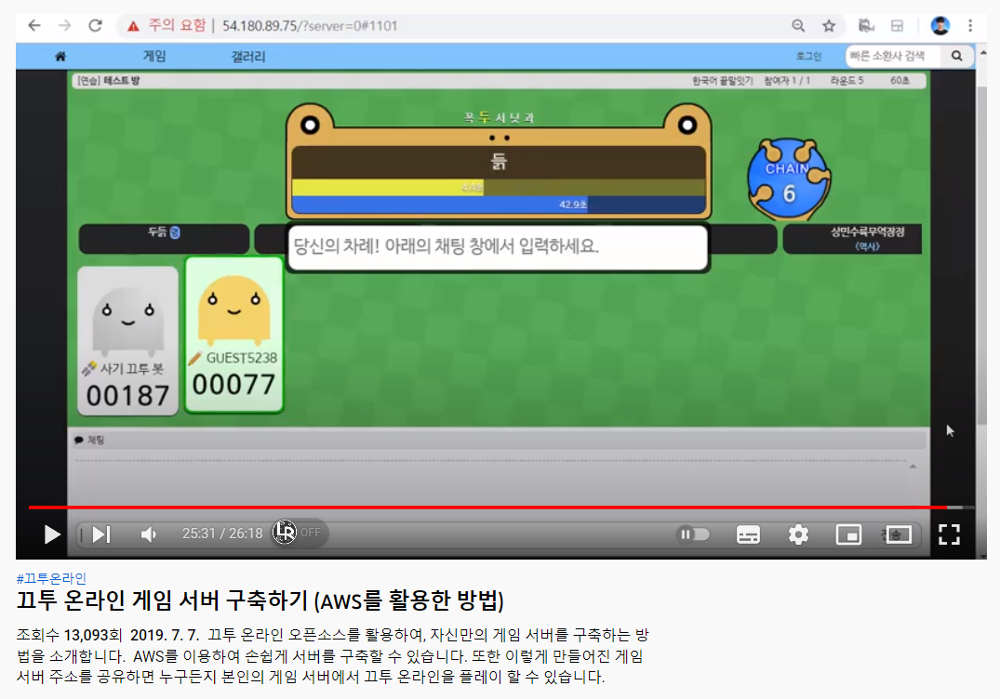 주의 요함 | 54.180.89.75/?server=0#1101
게임 갤러리 로그인 빠른 소환사 검색
[연습] 테스트 방 한국어 끝말잇기 참여자 1 / 1 라운드 5 60초
폭 두 서 닛 과
듥
CHAIN
6
42.9초
두듥
상민수륙무역장정
〈역사〉
당신의 차례! 아래의 채팅 창에서 입력하세요.
사기 끄투 봇
00187
GUEST5238
00077
채팅
25:31 / 26:18
LR OFF
#끄투온라인
끄투 온라인 게임 서버 구축하기 (AWS를 활용한 방법)
조회수 13,093회 2019. 7. 7. 끄투 온라인 오픈소스를 활용하여, 자신만의 게임 서버를 구축하는 방
법을 소개합니다. AWS를 이용하여 손쉽게 서버를 구축할 수 있습니다. 또한 이렇게 만들어진 게임
서버 주소를 공유하면 누구든지 본인의 게임 서버에서 끄투 온라인을 플레이 할 수 있습니다.